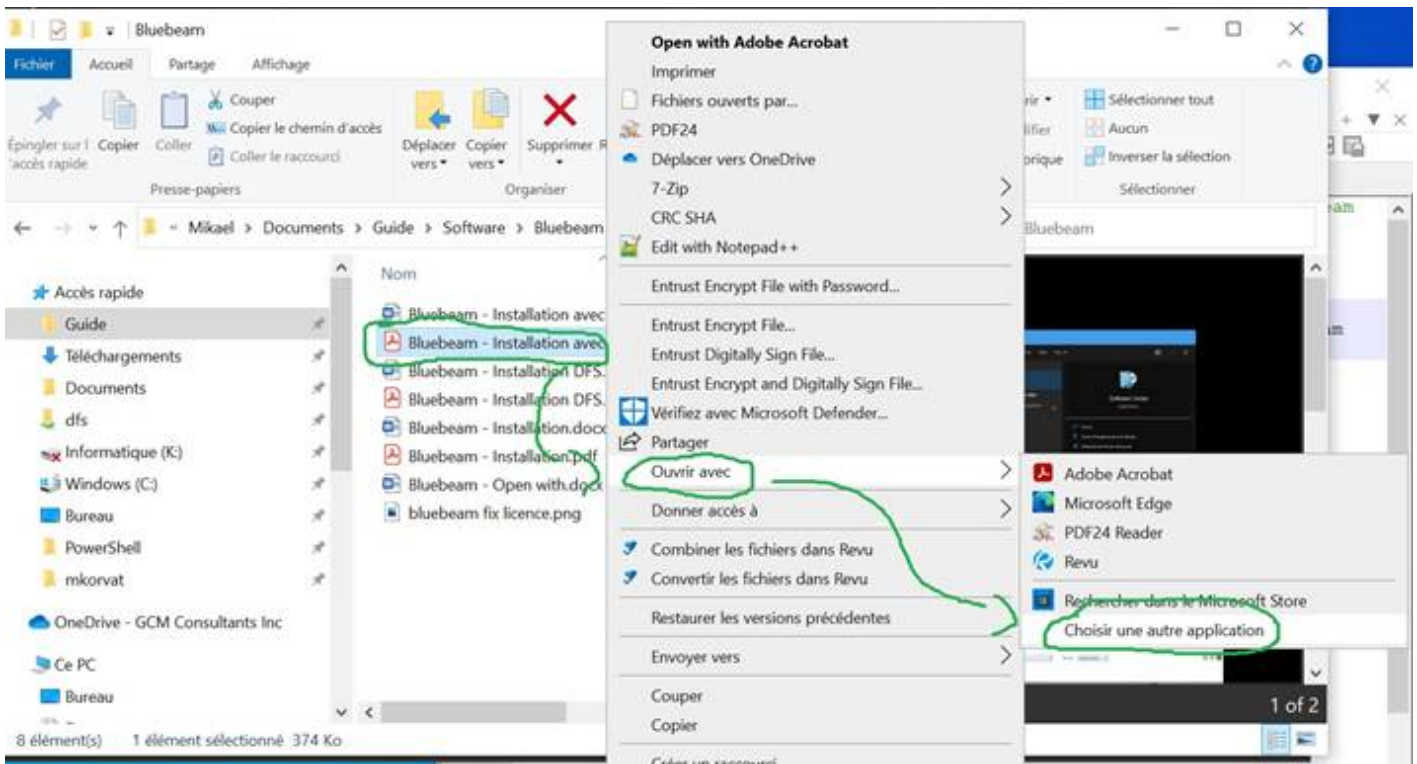 Bluebeam
Fichier Accueil Partage Affichage
Épingler sur l'accès rapide
Copier
Coller
Couper
Copier le chemin d'accès
Coller le raccourci
Presse-papiers
Déplacer vers
Copier vers
Supprimer
Organiser
Sélectionner tout
Aucun
Inverser la sélection
Sélectionner
Mikael > Documents > Guide > Software > Bluebeam
Bluebeam
Accès rapide
Guide
Téléchargements
Documents
dfs
Informatique (K:)
Windows (C:)
Bureau
PowerShell
mkorvat
OneDrive - GCM Consultants Inc
Ce PC
Bureau
Nom
Bluebeam - Installation avec
Bluebeam - Installation avec
Bluebeam - Installation DFS.
Bluebeam - Installation DFS.
Bluebeam - Installation.docx
Bluebeam - Installation.pdf
Bluebeam - Open with.docx
bluebeam fix licence.png
8 élément(s) 1 élément sélectionné 374 Ko
Open with Adobe Acrobat
Imprimer
Fichiers ouverts par...
PDF24
Déplacer vers OneDrive
7-Zip
CRC SHA
Edit with Notepad++
Entrust Encrypt File with Password...
Entrust Encrypt File...
Entrust Digitally Sign File...
Entrust Encrypt and Digitally Sign File...
Vérifiez avec Microsoft Defender...
Partager
Ouvrir avec
Donner accès à
Combiner les fichiers dans Revu
Convertir les fichiers dans Revu
Restaurer les versions précédentes
Envoyer vers
Couper
Copier
Créer un raccourci
Adobe Acrobat
Microsoft Edge
PDF24 Reader
Revu
Rechercher dans le Microsoft Store
Choisir une autre application
1 of 2